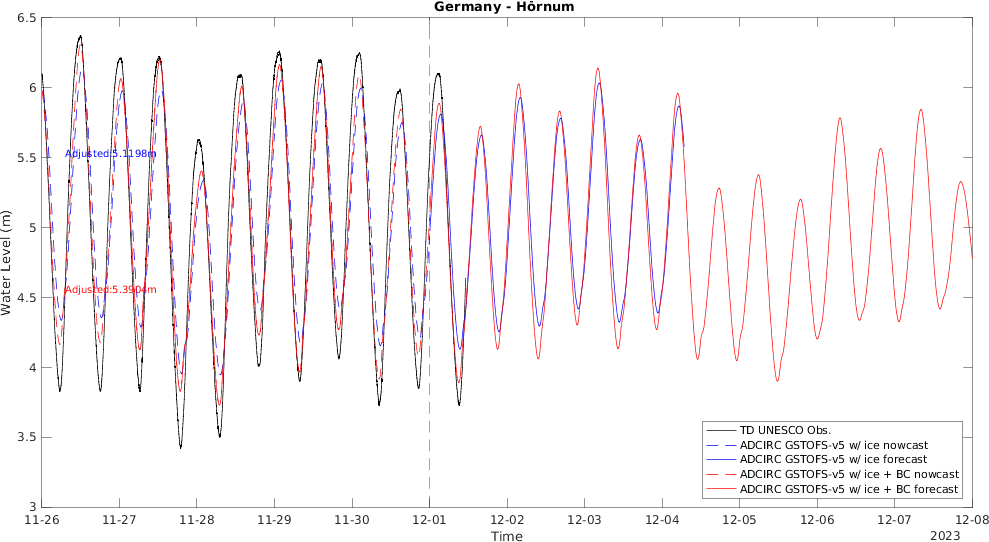 Germany - Hörnum
6.5
6
5.5
5
4.5
4
3.5
3
Water Level (m)
Adjusted:5.1198m
Adjusted:5.3904m
TD UNESCO Obs.
ADCIRC GSTOFS-v5 w/ ice nowcast
ADCIRC GSTOFS-v5 w/ ice forecast
ADCIRC GSTOFS-v5 w/ ice + BC nowcast
ADCIRC GSTOFS-v5 w/ ice + BC forecast
11-26 11-27 11-28 11-29 11-30 12-01 12-02 12-03 12-04 12-05 12-06 12-07 12-08
Time
2023